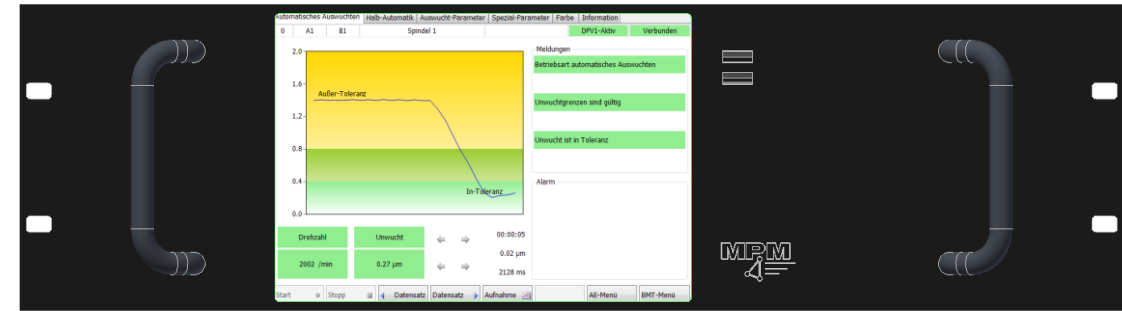 Automatisches Auswuchten Halb-Automatik Auswucht-Parameter Spezial-Parameter Farbe Information
0 A1 B1 Spindel 1 DPV1-Aktiv Verbunden
Meldungen
Betriebsart automatisches Auswuchten
Unwuchtgrenzen sind gültig
Unwucht ist in Toleranz
Alarm
2.0
1.6
Außer-Toleranz
1.2
0.8
0.4
In-Toleranz
0.0
Drehzahl Unwucht 00:00:05
0.02 µm
2002 /min 0.27 µm
2128 ms
Start Stopp Datensatz Datensatz Aufnahme AE-Menü BMT-Menü
MPM